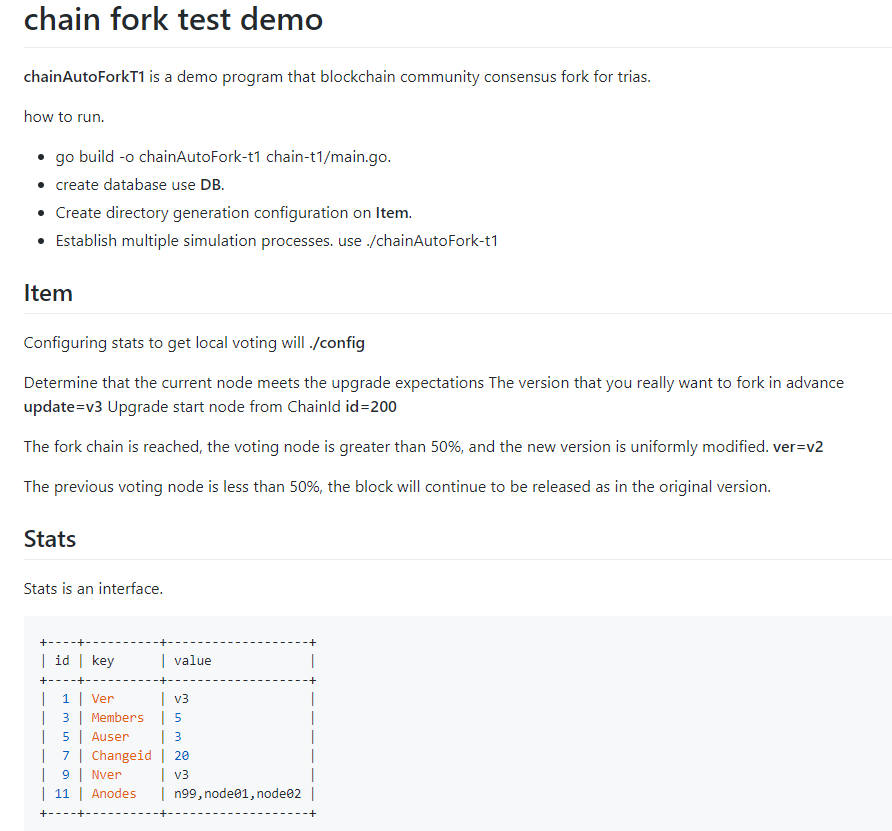 chain fork test demo
chainAutoForkT1 is a demo program that blockchain community consensus fork for trias.
how to run.
• go build -o chainAutoFork-t1 chain-t1/main.go.
• create database use DB.
• Create directory generation configuration on Item.
• Establish multiple simulation processes. use ./chainAutoFork-t1
Item
Configuring stats to get local voting will ./config
Determine that the current node meets the upgrade expectations The version that you really want to fork in advance
update=v3 Upgrade start node from ChainId id=200
The fork chain is reached, the voting node is greater than 50%, and the new version is uniformly modified. ver=v2
The previous voting node is less than 50%, the block will continue to be released as in the original version.
Stats
Stats is an interface.
+----+----------+-------------------+
| id | key      | value             |
+----+----------+-------------------+
|  1 | Ver      | v3                |
|  3 | Members  | 5                 |
|  5 | Auser    | 3                 |
|  7 | Changeid | 20                |
|  9 | Nver     | v3                |
| 11 | Anodes   | n99,node01,node02 |
+----+----------+-------------------+